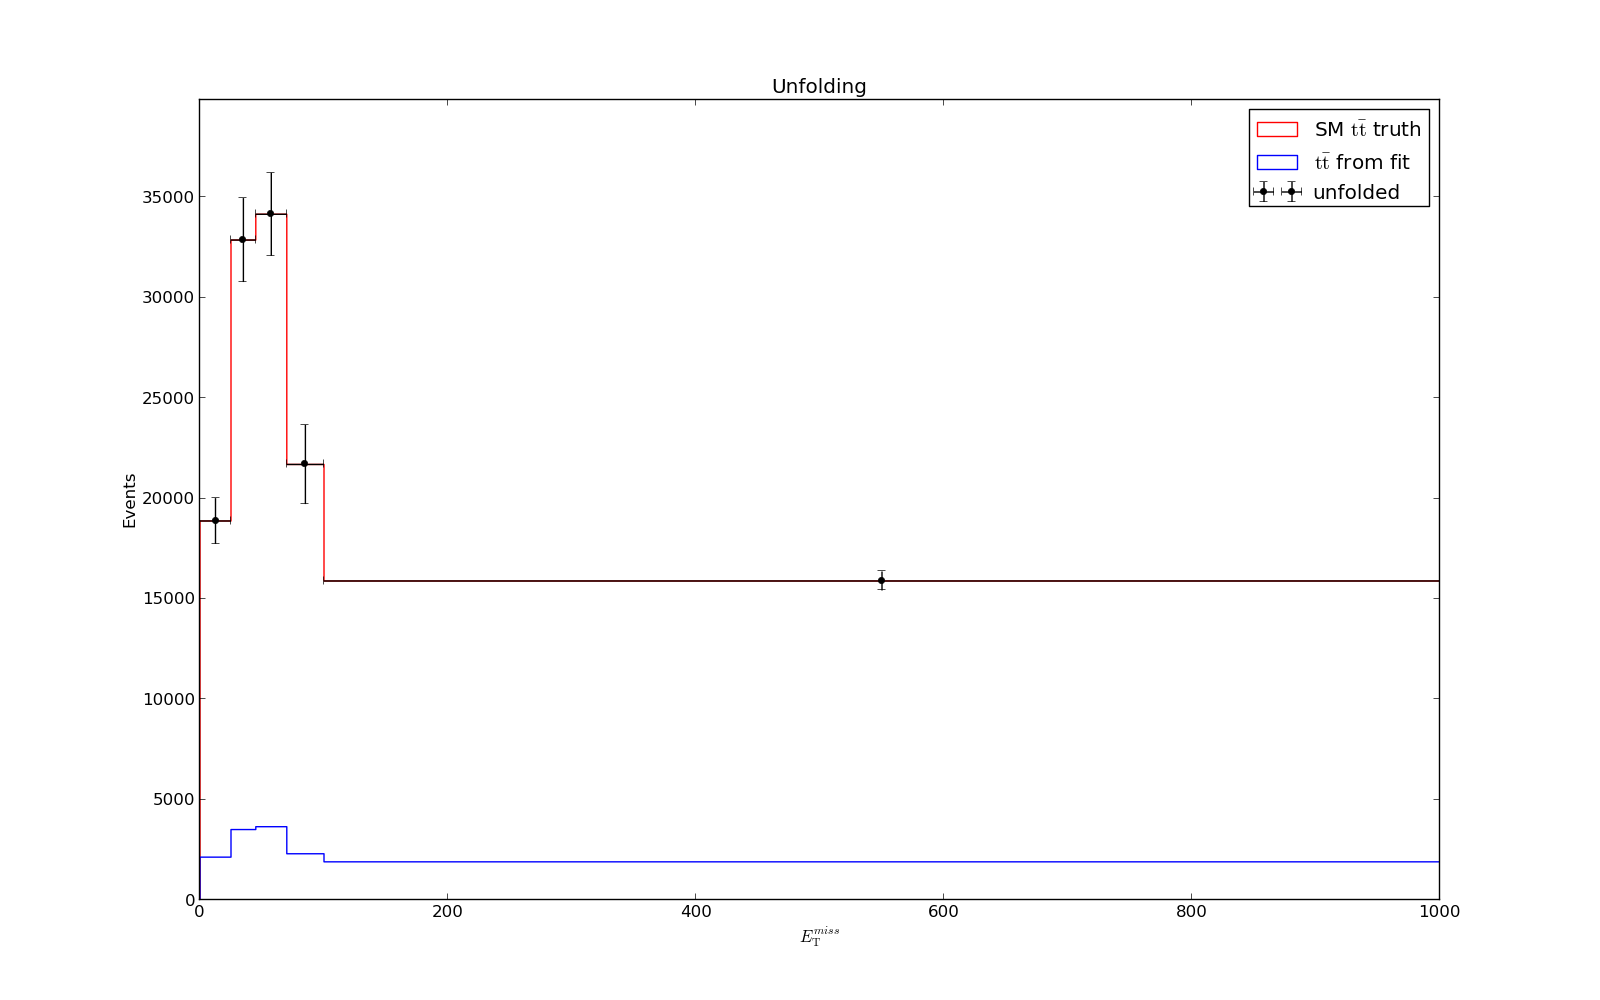 Unfolding
SM tt̄ truth
tt̄ from fit
unfolded
35000
30000
25000
20000
15000
10000
5000
0
Events
0 200 400 600 800 1000
E_T^miss